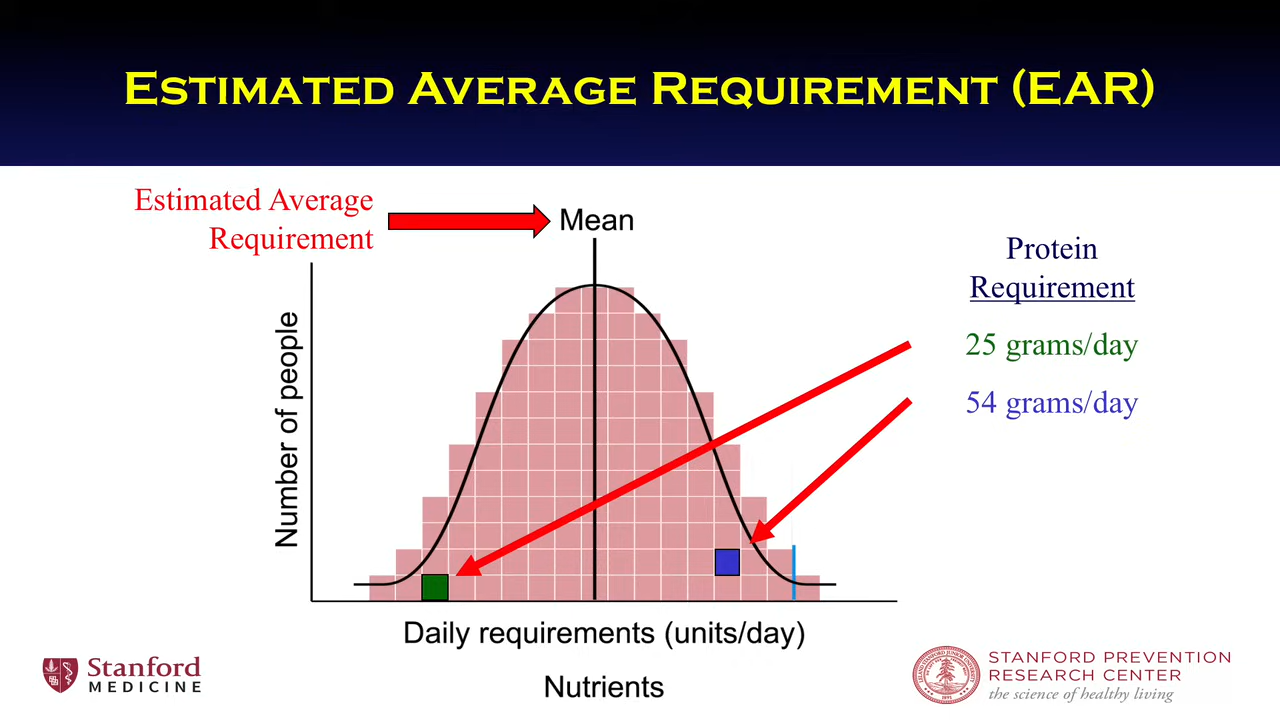 ESTIMATED AVERAGE REQUIREMENT (EAR)
Estimated Average
Requirement
Mean
Protein
Requirement
25 grams/day
54 grams/day
Number of people
Daily requirements (units/day)
Nutrients
Stanford
MEDICINE
STANFORD PREVENTION
RESEARCH CENTER
the science of healthy living